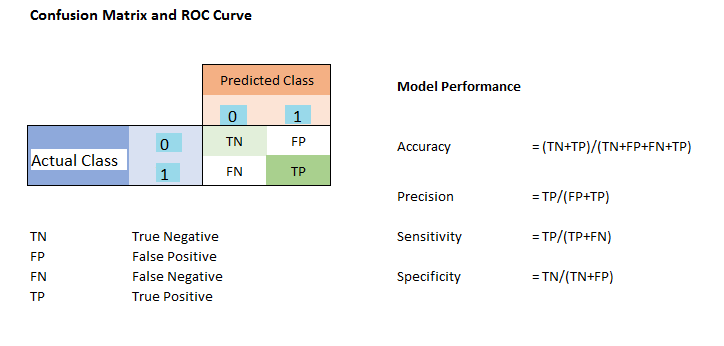 Confusion Matrix and ROC Curve
Predicted Class
0 1
Actual Class
0 TN FP
1 FN TP
TN True Negative
FP False Positive
FN False Negative
TP True Positive
Model Performance
Accuracy = (TN+TP)/(TN+FP+FN+TP)
Precision = TP/(FP+TP)
Sensitivity = TP/(TP+FN)
Specificity = TN/(TN+FP)